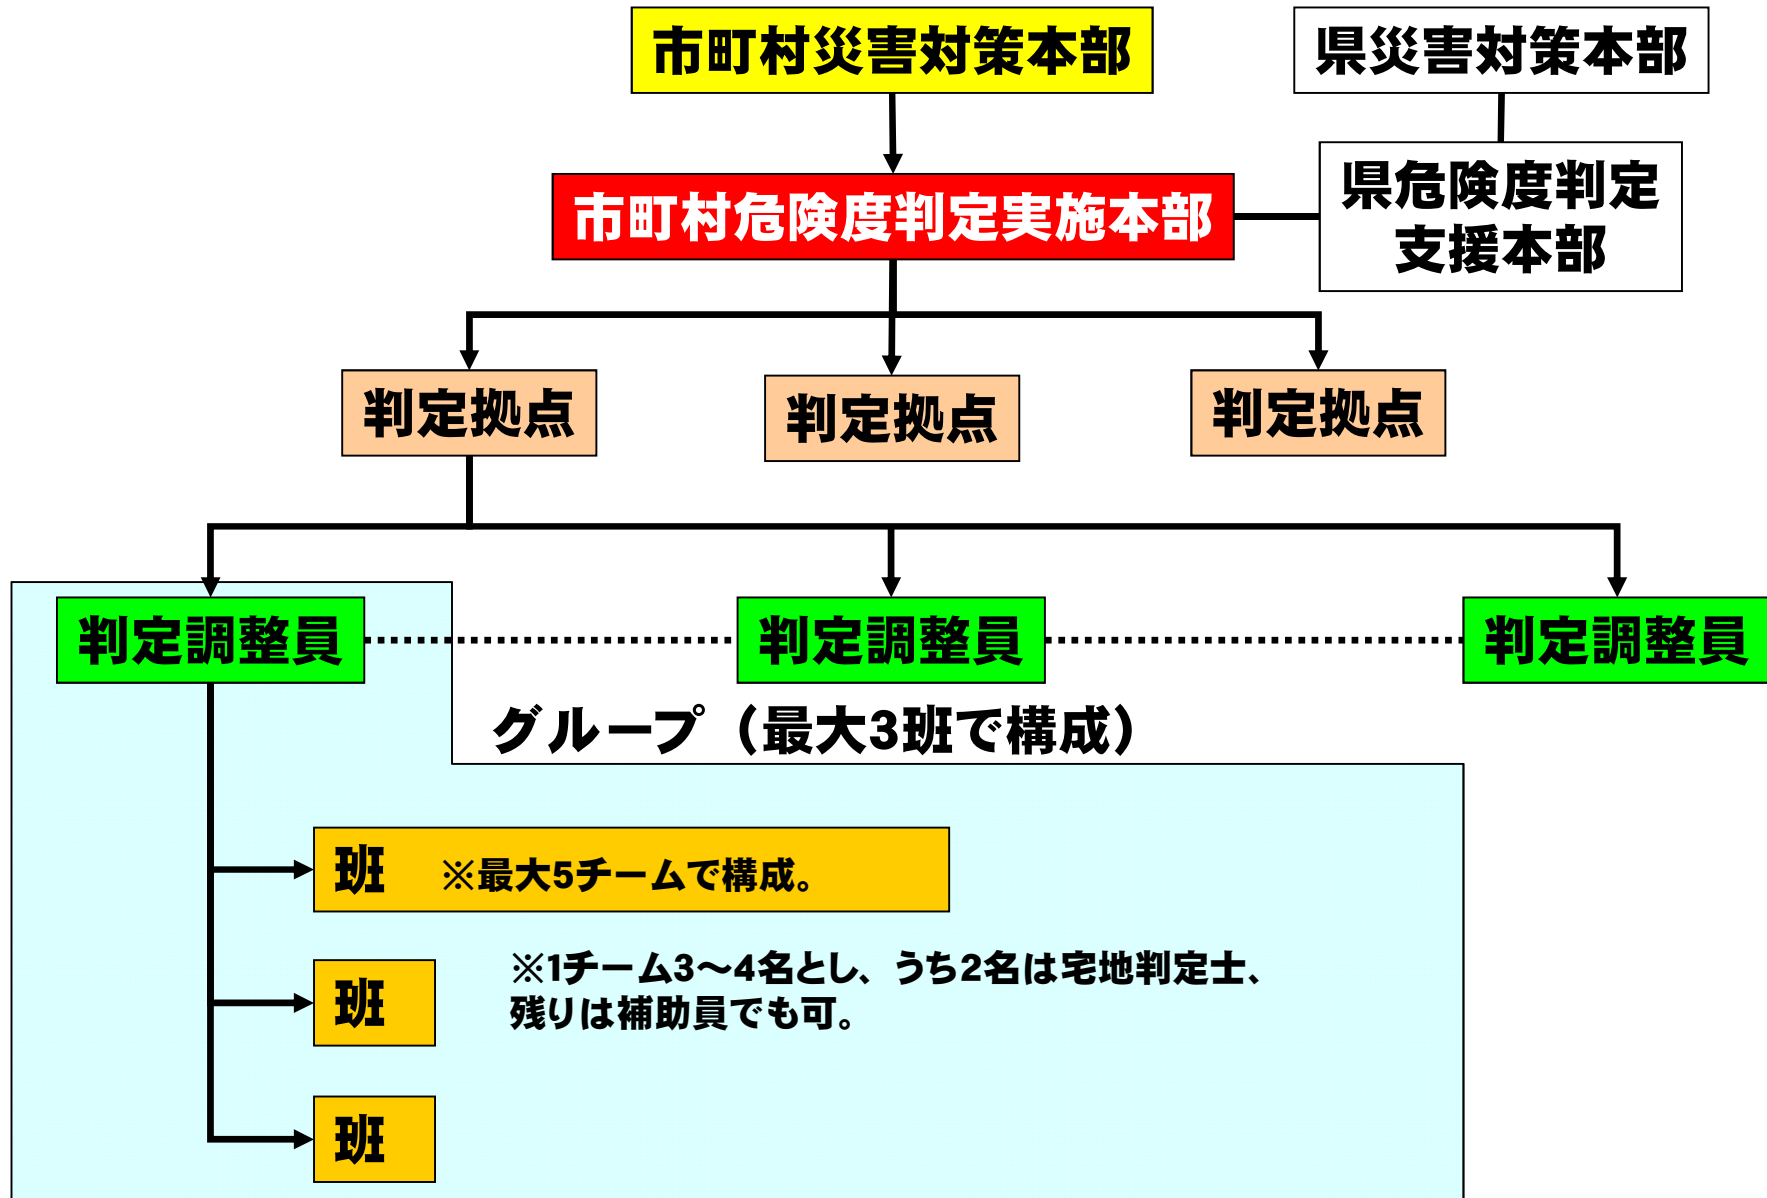 市町村災害対策本部
県災害対策本部
市町村危険度判定実施本部
県危険度判定
支援本部
判定拠点
判定拠点
判定拠点
判定調整員
判定調整員
判定調整員
グループ（最大3班で構成）
班　※最大5チームで構成。
※1チーム3～4名とし、うち2名は宅地判定士、
残りは補助員でも可。
班
班